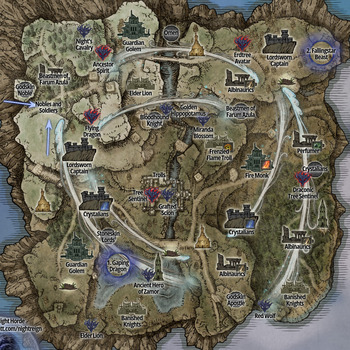 Night's
Cavalry
Guardian
Golem
Omen
Ancestor
Spirit
Erdtree
Avatar
Lordsworn
Captain
2. Fallingstar
Beast
Beastmen of
Farum Azula
Godskin
Noble
Nobles and
Soldiers
Elder Lion
Albinaurics
Golden
Hippopotamus
Beastmen of
Farum Azula
Bloodhound
Knight
Miranda
Blossom
Flying
Dragon
Frenzied
Flame Troll
Perfumer
Lordsworn
Captain
Fire Monk
Crystalians
Draconic
Tree Sentinel
Trolls
Tree
Sentinel
Grafted
Scion
Crystalians
Crystalians
Stoneskin
Lords
Albinaurics
Guardian
Golem
1. Gaping
Dragon
Albinaurics
Ancient Hero
of Zamor
Godskin
Apostle
Banished
Knights
Banished
Knights
Red Wolf
Elder Lion
ight Horde
tt.com/nightreign